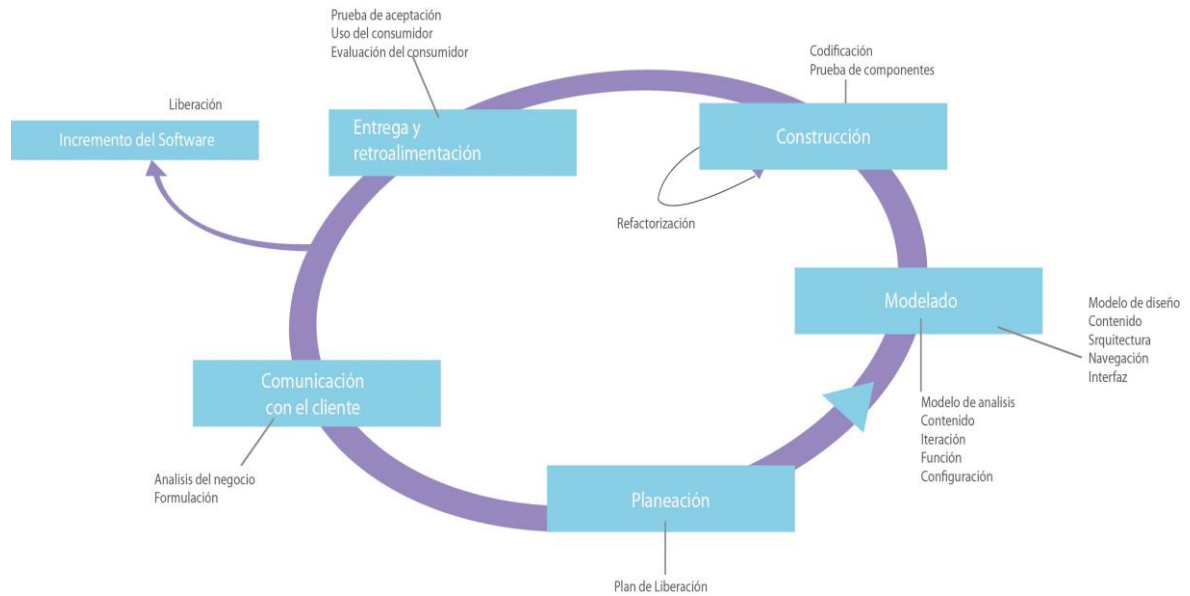 Prueba de aceptación
Uso del consumidor
Evaluación del consumidor
Codificación
Prueba de componentes
Liberación
Incremento del Software
Entrega y
retroalimentación
Construcción
Refactorización
Modelado
Modelo de diseño
Contenido
Srquitectura
Navegación
Interfaz
Comunicación
con el cliente
Modelo de analisis
Contenido
Iteración
Función
Configuración
Analisis del negocio
Formulación
Planeación
Plan de Liberación